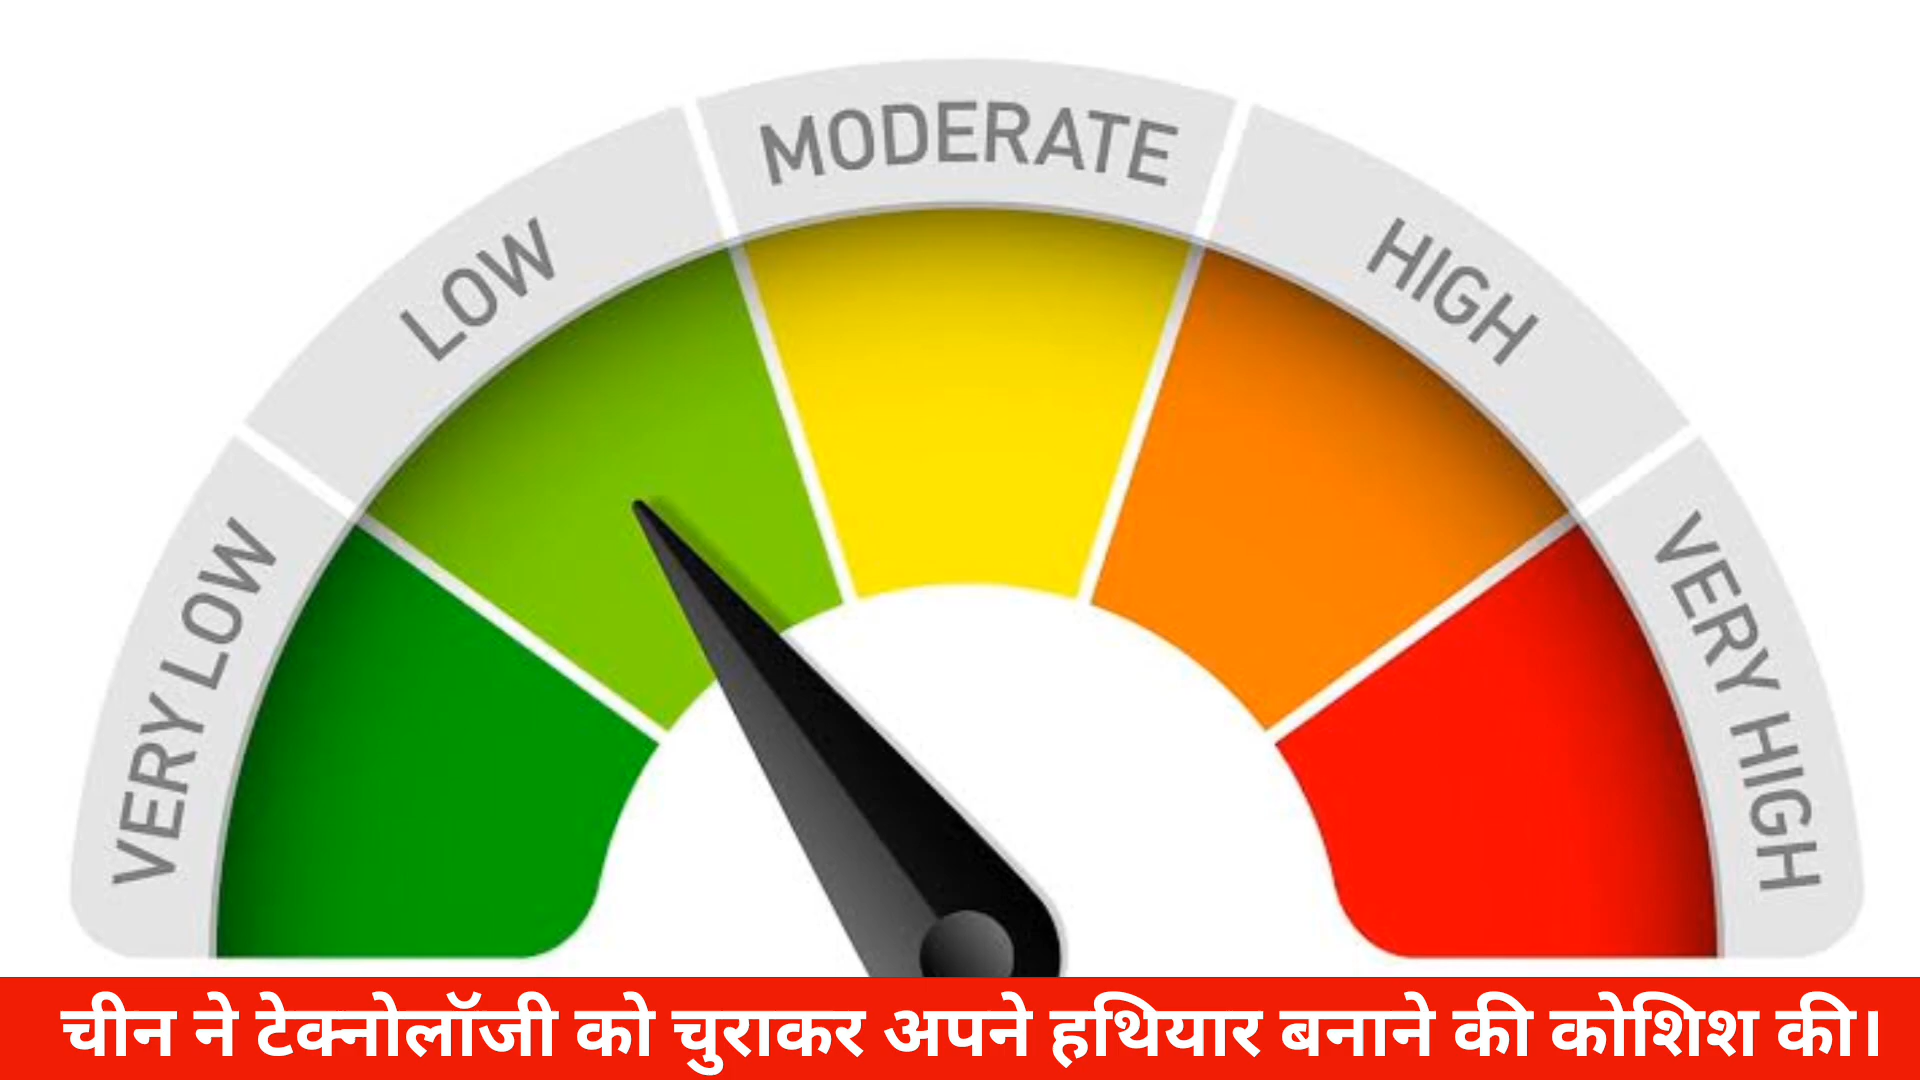 VERY LOW
LOW
MODERATE
HIGH
VERY HIGH
चीन ने टेक्नोलॉजी को चुराकर अपने हथियार बनाने की कोशिश की।